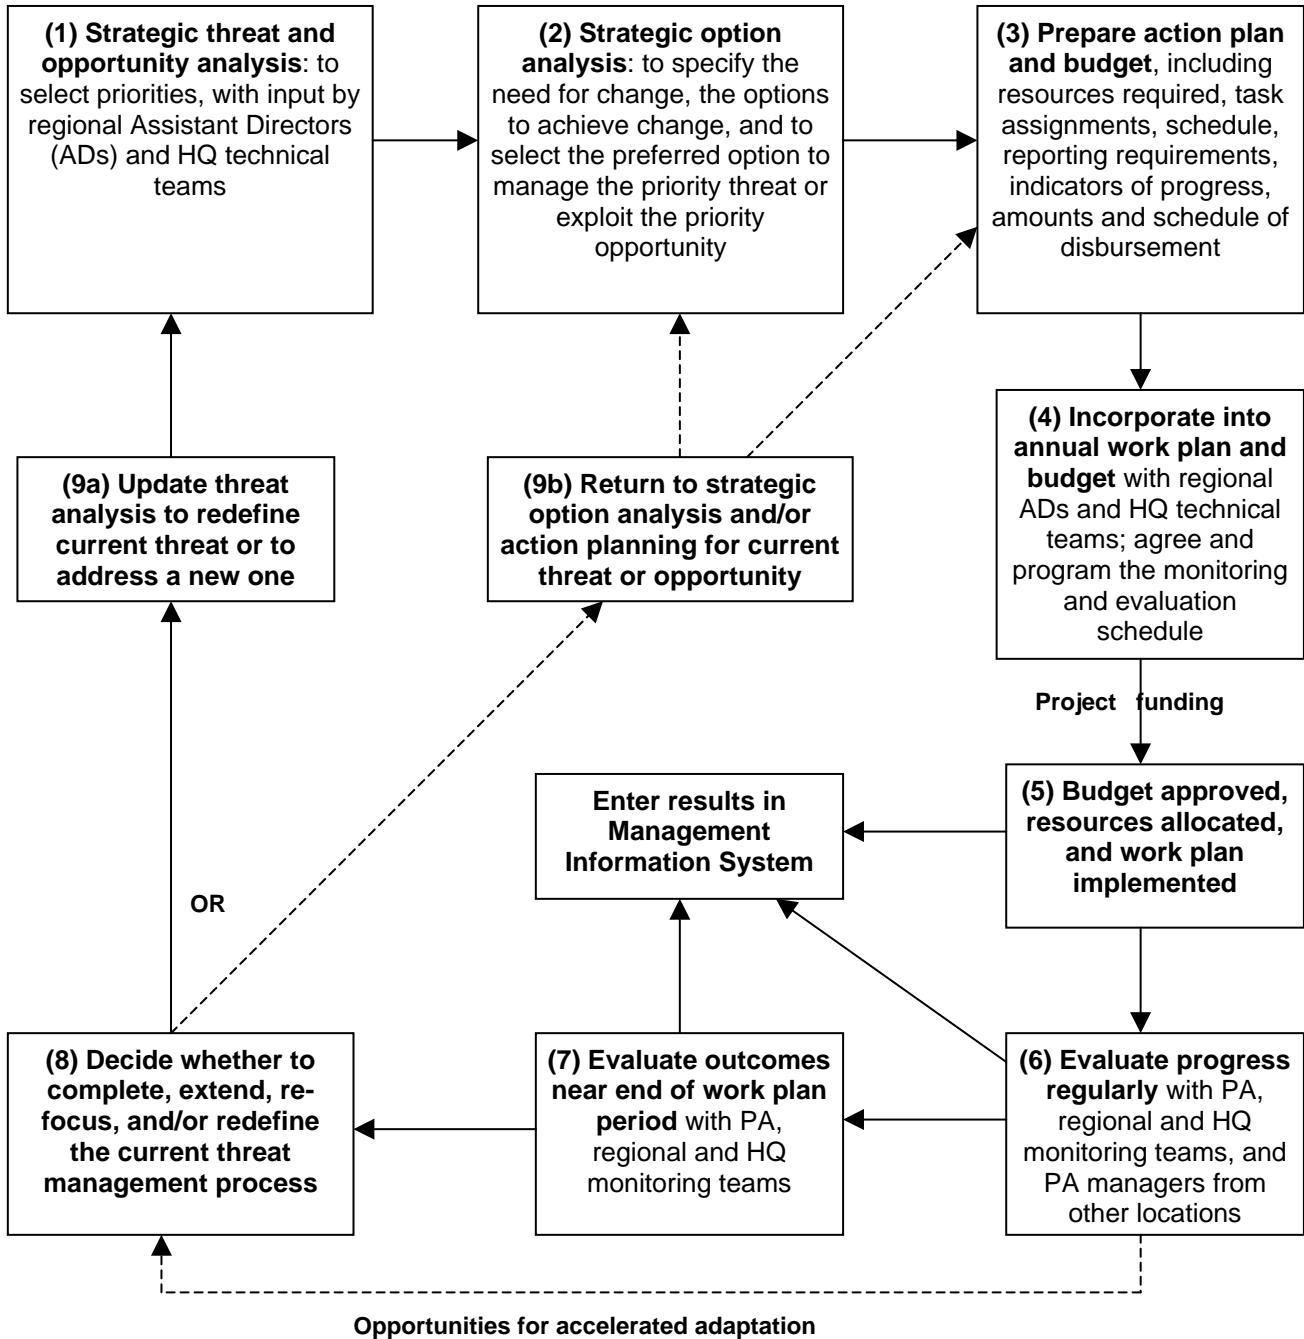 (1) Strategic threat and
opportunity analysis: to
select priorities, with input by
regional Assistant Directors
(ADs) and HQ technical
teams
(2) Strategic option
analysis: to specify the
need for change, the options
to achieve change, and to
select the preferred option to
manage the priority threat or
exploit the priority
opportunity
(3) Prepare action plan
and budget, including
resources required, task
assignments, schedule,
reporting requirements,
indicators of progress,
amounts and schedule of
disbursement
(4) Incorporate into
annual work plan and
budget with regional
ADs and HQ technical
teams; agree and
program the monitoring
and evaluation
schedule
(9a) Update threat
analysis to redefine
current threat or to
address a new one
(9b) Return to strategic
option analysis and/or
action planning for current
threat or opportunity
Project funding
Enter results in
Management
Information System
(5) Budget approved,
resources allocated,
and work plan
implemented
OR
(8) Decide whether to
complete, extend, re-
focus, and/or redefine
the current threat
management process
(7) Evaluate outcomes
near end of work plan
period with PA,
regional and HQ
monitoring teams
(6) Evaluate progress
regularly with PA,
regional and HQ
monitoring teams, and
PA managers from
other locations
Opportunities for accelerated adaptation